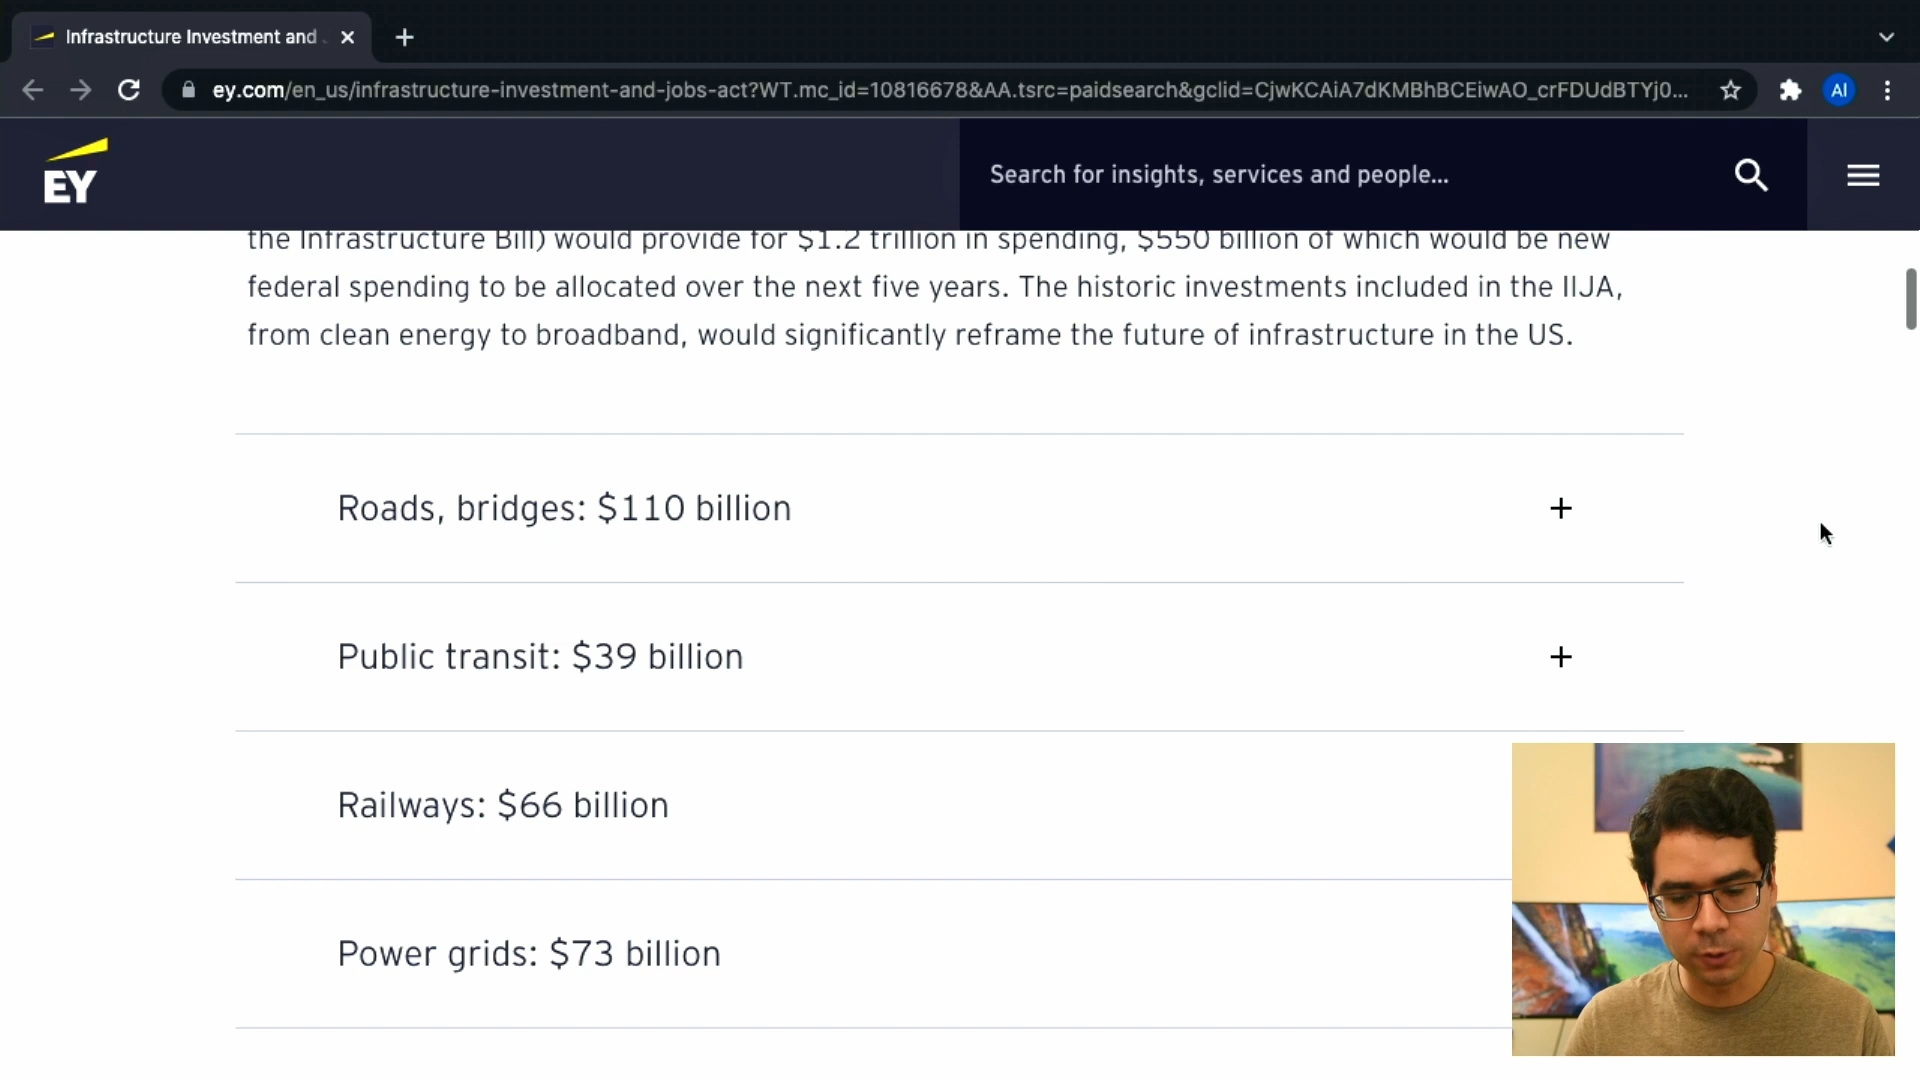 Infrastructure Investment and
ey.com/en_us/infrastructure-investment-and-jobs-act?WT.mc_id=10816678&AA.tsrc=paidsearch&gclid=CjwKCAiA7dKMBhBCEiwAO_crFDUdBTYj0...
AI
EY
Search for insights, services and people...
the Infrastructure Bill) would provide for $1.2 trillion in spending, $550 billion of which would be new
federal spending to be allocated over the next five years. The historic investments included in the IIJA,
from clean energy to broadband, would significantly reframe the future of infrastructure in the US.
Roads, bridges: $110 billion
Public transit: $39 billion
Railways: $66 billion
Power grids: $73 billion